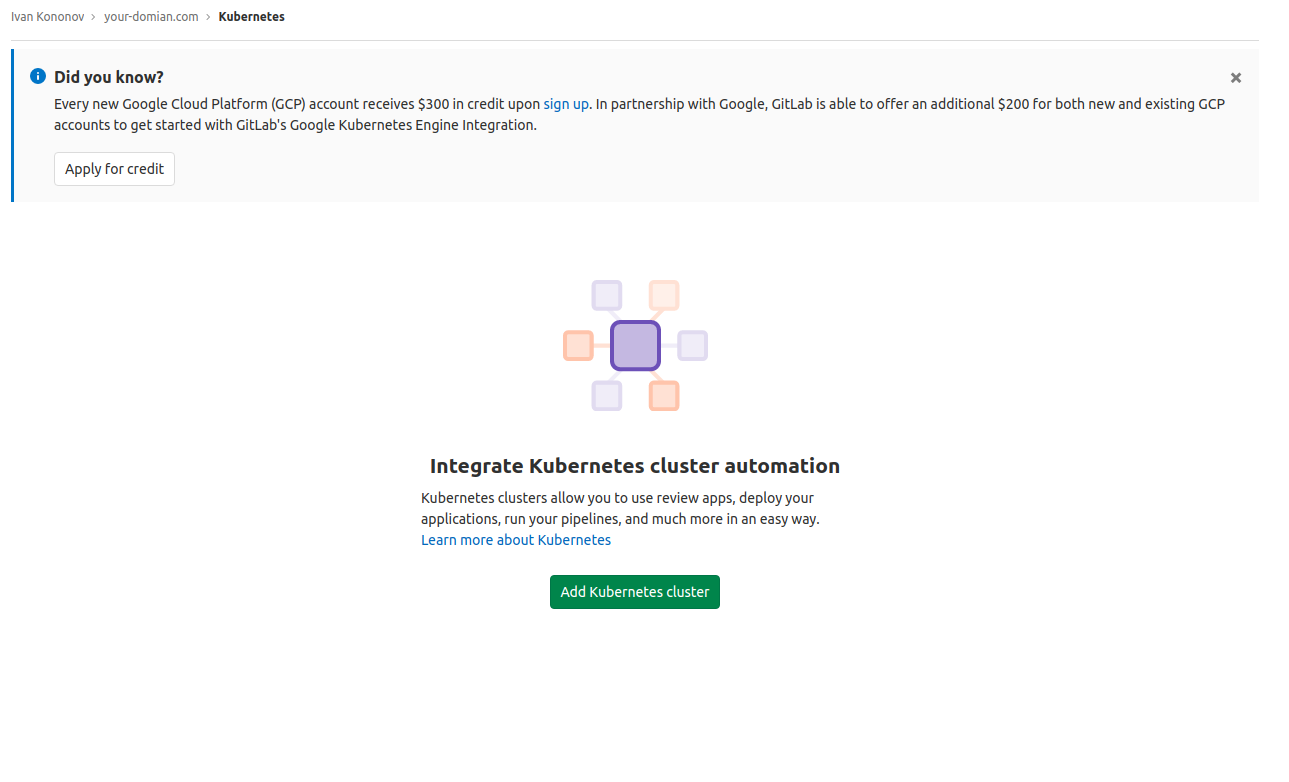 Ivan Kononov › your-domian.com › Kubernetes
Did you know?
Every new Google Cloud Platform (GCP) account receives $300 in credit upon sign up. In partnership with Google, GitLab is able to offer an additional $200 for both new and existing GCP
accounts to get started with GitLab's Google Kubernetes Engine Integration.
Apply for credit
Integrate Kubernetes cluster automation
Kubernetes clusters allow you to use review apps, deploy your
applications, run your pipelines, and much more in an easy way.
Learn more about Kubernetes
Add Kubernetes cluster